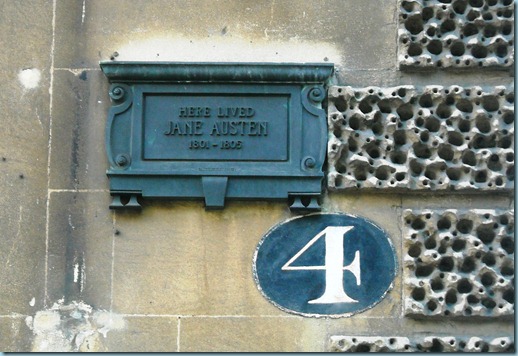 HERE LIVED
JANE AUSTEN
1801 - 1805
4